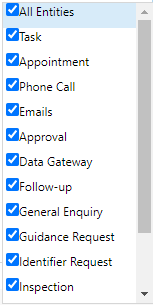 All Entities
Task
Appointment
Phone Call
Emails
Approval
Data Gateway
Follow-up
General Enquiry
Guidance Request
Identifier Request
Inspection